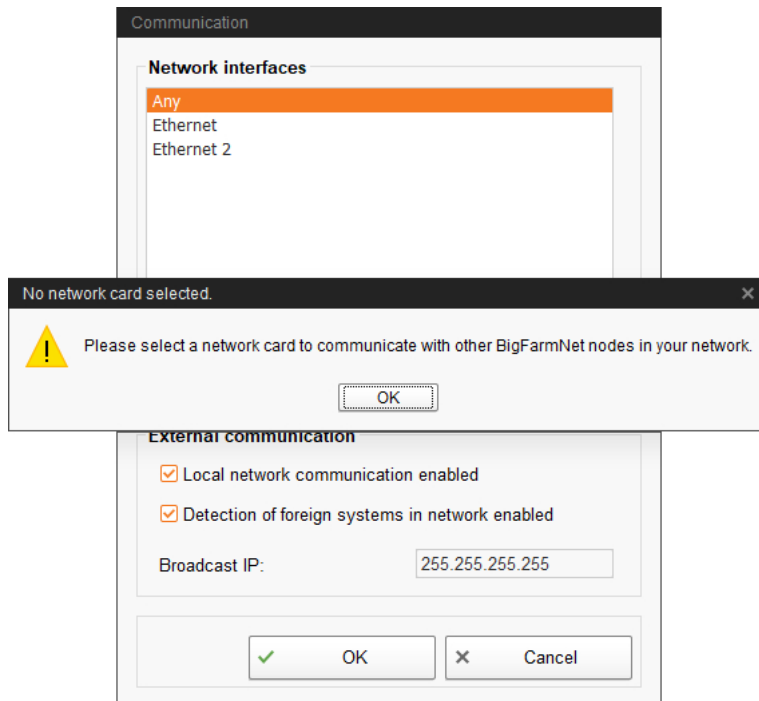 Communication
Network interfaces
Any
Ethernet
Ethernet 2
No network card selected.
Please select a network card to communicate with other BigFarmNet nodes in your network.
OK
External communication
Local network communication enabled
Detection of foreign systems in network enabled
Broadcast IP: 255.255.255.255
OK Cancel